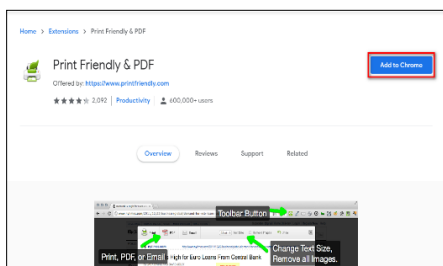 Home > Extensions > Print Friendly & PDF
Print Friendly & PDF
Add to Chrome
Offered by: https://www.printfriendly.com
2,092 | Productivity | 600,000+ users
Overview Reviews Support Related
Toolbar Button
Print, PDF, or Email
High for Euro Loans From Central Bank
Change Text Size,
Remove all Images.